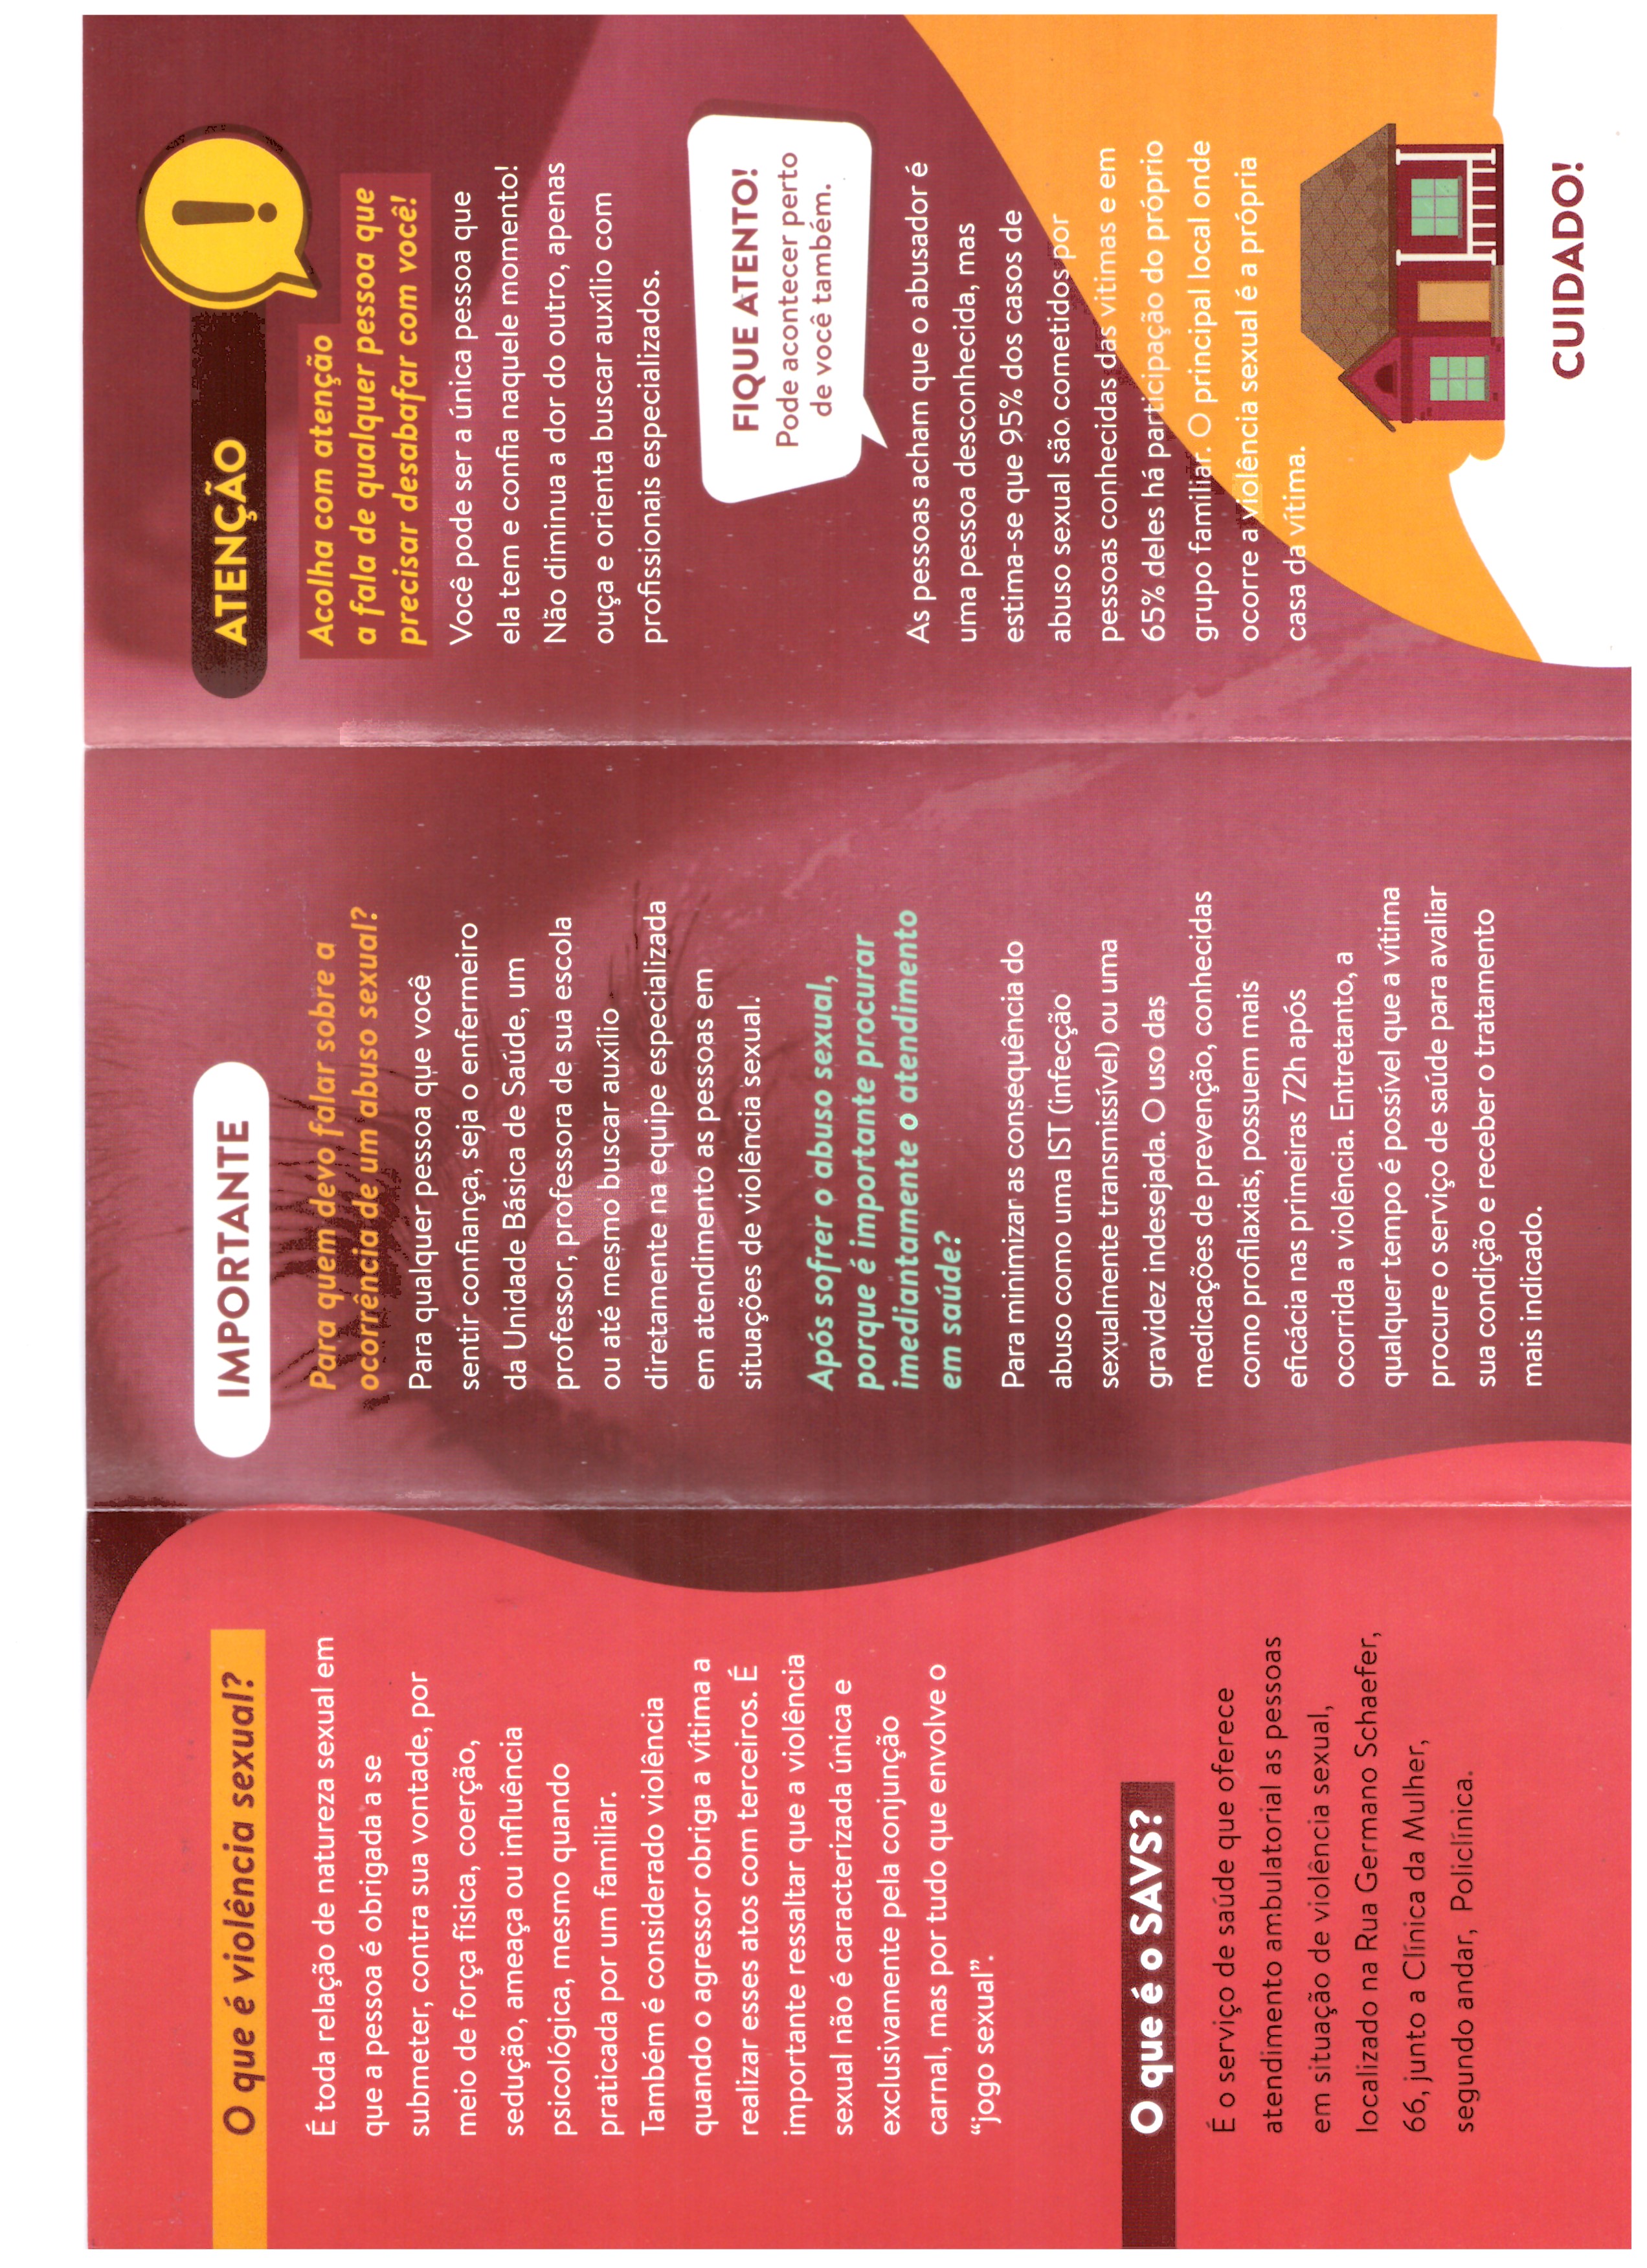 O que é violência sexual?
É toda relação de natureza sexual em
que a pessoa é obrigada a se
submeter, contra sua vontade, por
meio de força física, coerção,
sedução, ameaça ou influência
psicológica, mesmo quando
praticada por um familiar.
Também é considerado violência
quando o agressor obriga a vítima a
realizar esses atos com terceiros. É
importante ressaltar que a violência
sexual não é caracterizada única e
exclusivamente pela conjunção
carnal, mas por tudo que envolve o
“jogo sexual”.
O que é o SAVS?
É o serviço de saúde que oferece
atendimento ambulatorial as pessoas
em situação de violência sexual,
localizado na Rua Germano Schaefer,
66, junto a Clínica da Mulher,
segundo andar, Policlínica.
IMPORTANTE
Para quem devo falar sobre a
ocorrência de um abuso sexual?
Para qualquer pessoa que você
sentir confiança, seja o enfermeiro
da Unidade Básica de Saúde, um
professor, professora de sua escola
ou até mesmo buscar auxílio
diretamente na equipe especializada
em atendimento as pessoas em
situações de violência sexual.
Após sofrer o abuso sexual,
porque é importante procurar
imediantamente o atendimento
em saúde?
Para minimizar as consequência do
abuso como uma IST (infecção
sexualmente transmissível) ou uma
gravidez indesejada. O uso das
medicações de prevenção, conhecidas
como profilaxias, possuem mais
eficácia nas primeiras 72h após
ocorrida a violência. Entretanto, a
qualquer tempo é possível que a vítima
procure o serviço de saúde para avaliar
sua condição e receber o tratamento
mais indicado.
ATENÇÃO
!
Acolha com atenção
a fala de qualquer pessoa que
precisar desabafar com você!
Você pode ser a única pessoa que
ela tem e confia naquele momento!
Não diminua a dor do outro, apenas
ouça e orienta buscar auxílio com
profissionais especializados.
FIQUE ATENTO!
Pode acontecer perto
de você também.
As pessoas acham que o abusador é
uma pessoa desconhecida, mas
estima-se que 95% dos casos de
abuso sexual são cometidos por
pessoas conhecidas das vitimas e em
65% deles há participação do próprio
grupo familiar. O principal local onde
ocorre a violência sexual é a própria
casa da vítima.
CUIDADO!